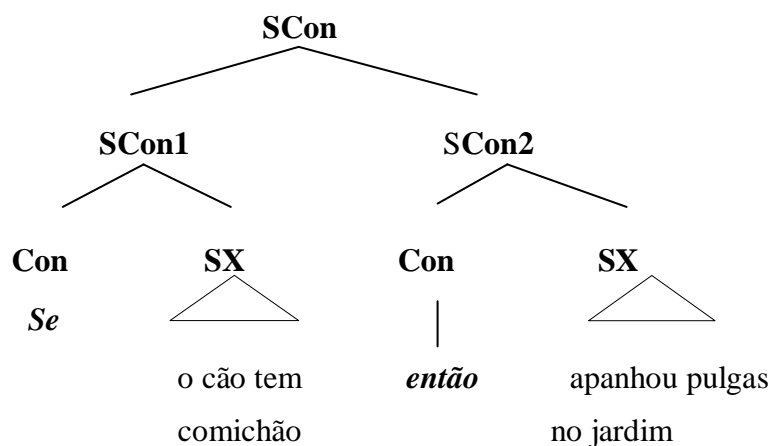 SCon
SCon1 SCon2
Con SX Con SX
Se
o cão tem então apanhou pulgas
comichão no jardim